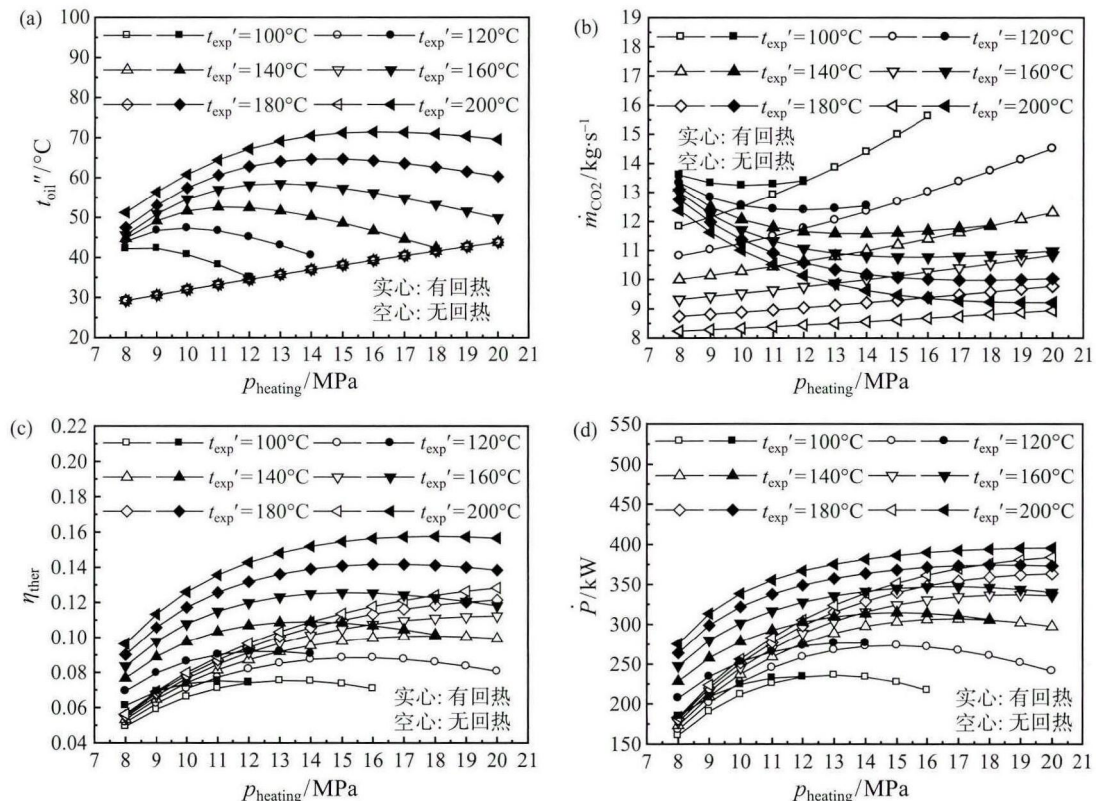 (a)
100
90
80
70
60
50
40
30
20
t_oil″/°C
t_exp′=100°C
t_exp′=120°C
t_exp′=140°C
t_exp′=160°C
t_exp′=180°C
t_exp′=200°C
实心: 有回热
空心: 无回热
7 8 9 10 11 12 13 14 15 16 17 18 19 20 21
p_heating/MPa
(b)
19
18
17
16
15
14
13
12
11
10
9
8
ṁ_CO2/kg·s⁻¹
t_exp′=100°C
t_exp′=120°C
t_exp′=140°C
t_exp′=160°C
t_exp′=180°C
t_exp′=200°C
实心: 有回热
空心: 无回热
7 8 9 10 11 12 13 14 15 16 17 18 19 20 21
p_heating/MPa
(c)
0.22
0.20
0.18
0.16
0.14
0.12
0.10
0.08
0.06
0.04
η_ther
t_exp′=100°C
t_exp′=120°C
t_exp′=140°C
t_exp′=160°C
t_exp′=180°C
t_exp′=200°C
实心: 有回热
空心: 无回热
7 8 9 10 11 12 13 14 15 16 17 18 19 20 21
p_heating/MPa
(d)
550
500
450
400
350
300
250
200
150
Ṗ/kW
t_exp′=100°C
t_exp′=120°C
t_exp′=140°C
t_exp′=160°C
t_exp′=180°C
t_exp′=200°C
实心: 有回热
空心: 无回热
7 8 9 10 11 12 13 14 15 16 17 18 19 20 21
p_heating/MPa